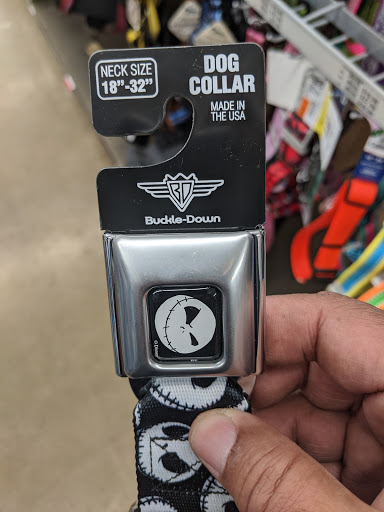 NECK SIZE
18"-32"
DOG
COLLAR
MADE IN
THE USA
BD
Buckle-Down